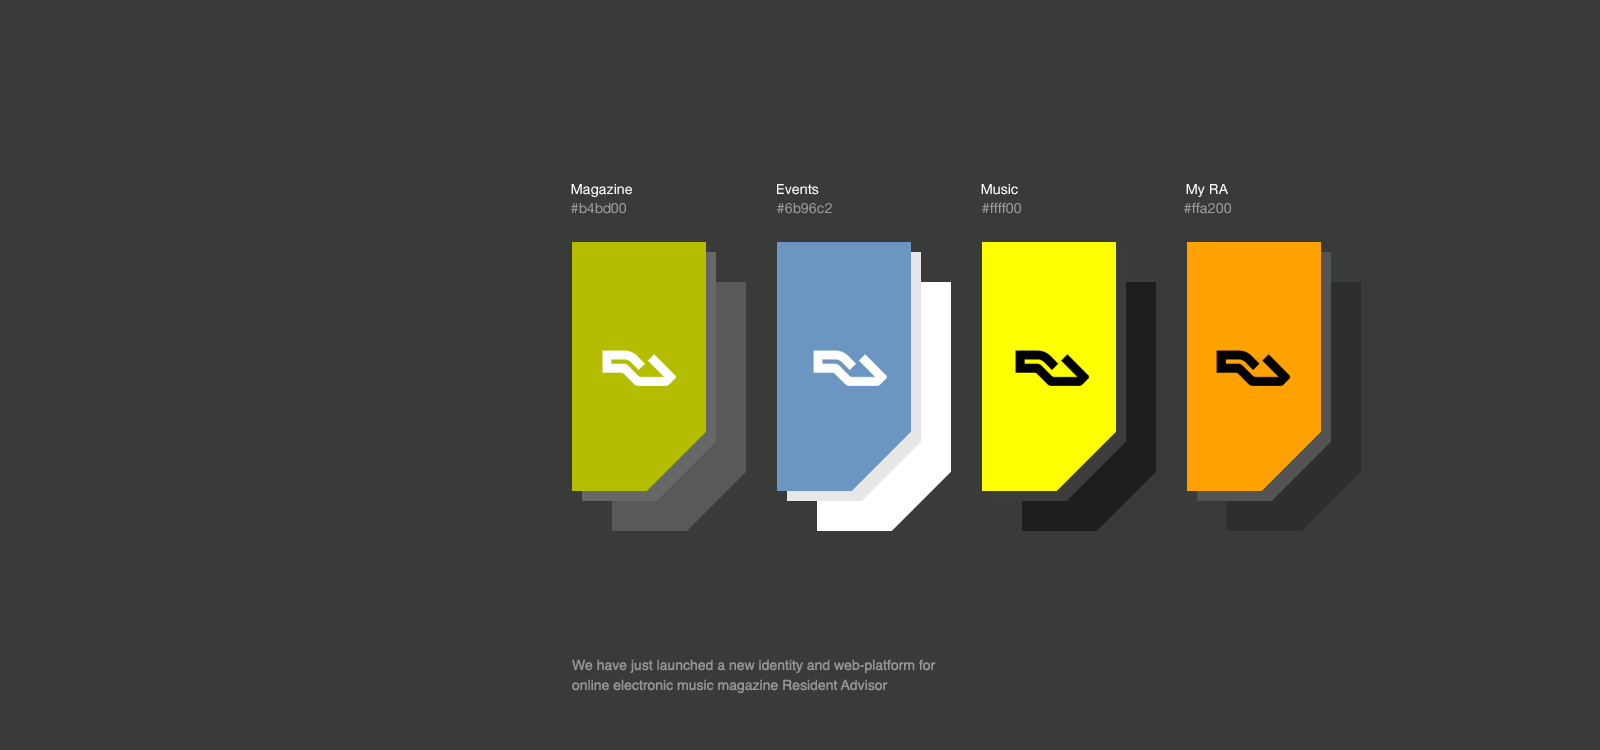 Magazine
#b4bd00
Events
#6b96c2
Music
#ffff00
My RA
#ffa200
We have just launched a new identity and web-platform for
online electronic music magazine Resident Advisor